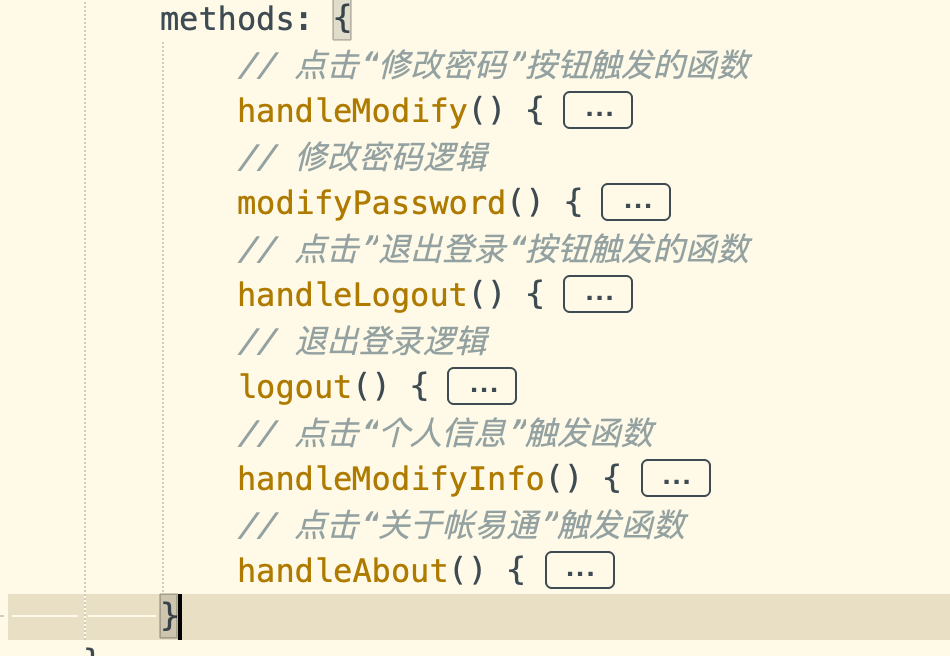 methods: {
// 点击“修改密码”按钮触发的函数
handleModify() { ...
// 修改密码逻辑
modifyPassword() { ...
// 点击”退出登录“按钮触发的函数
handleLogout() { ...
// 退出登录逻辑
logout() { ...
// 点击“个人信息”触发函数
handleModifyInfo() { ...
// 点击“关于帐易通”触发函数
handleAbout() { ...
}
}